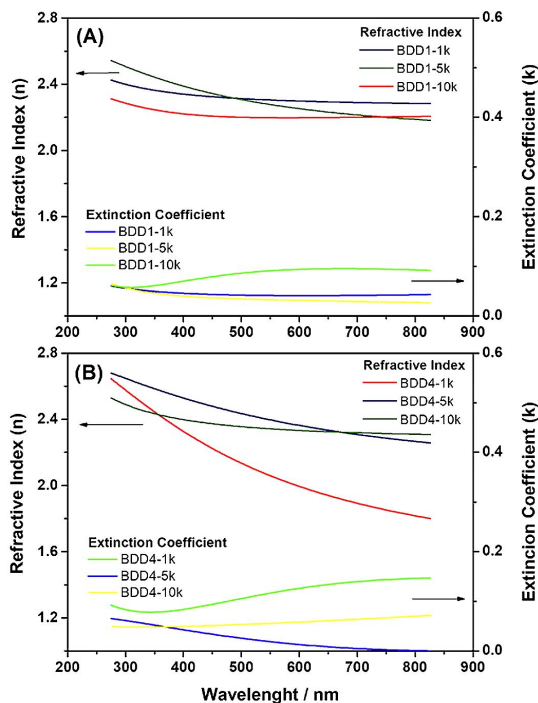 (A)
Refractive Index
BDD1-1k
BDD1-5k
BDD1-10k
Extinction Coefficient
BDD1-1k
BDD1-5k
BDD1-10k
Refractive Index (n)
2.8
2.4
2.0
1.6
1.2
Extinction Coefficient (k)
0.6
0.4
0.2
0.0
200 300 400 500 600 700 800 900
(B)
Refractive Index
BDD4-1k
BDD4-5k
BDD4-10k
Extinction Coefficient
BDD4-1k
BDD4-5k
BDD4-10k
Refractive Index (n)
2.8
2.4
2.0
1.6
1.2
Extincion Coefficient (k)
0.6
0.4
0.2
0.0
200 300 400 500 600 700 800 900
Wavelenght / nm